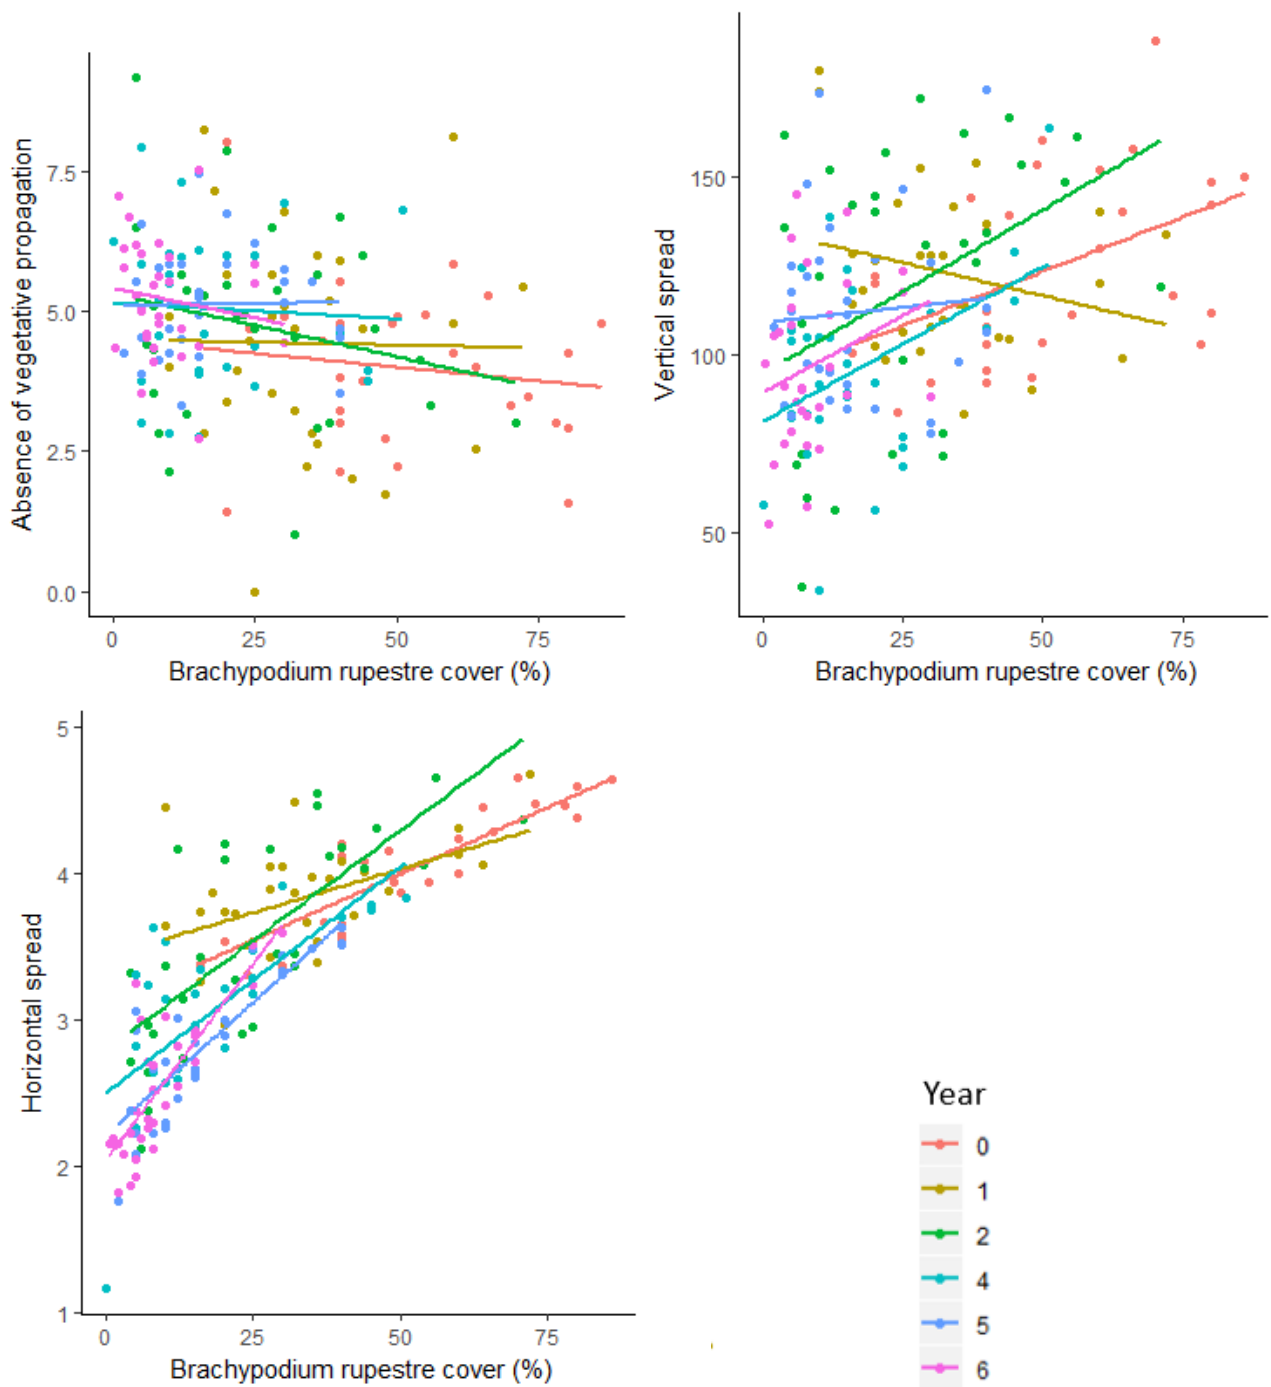 Absence of vegetative propagation
7.5
5.0
2.5
0.0
0 25 50 75
Brachypodium rupestre cover (%)
Vertical spread
150
100
50
0 25 50 75
Brachypodium rupestre cover (%)
Horizontal spread
5
4
3
2
1
0 25 50 75
Brachypodium rupestre cover (%)
Year
0
1
2
4
5
6